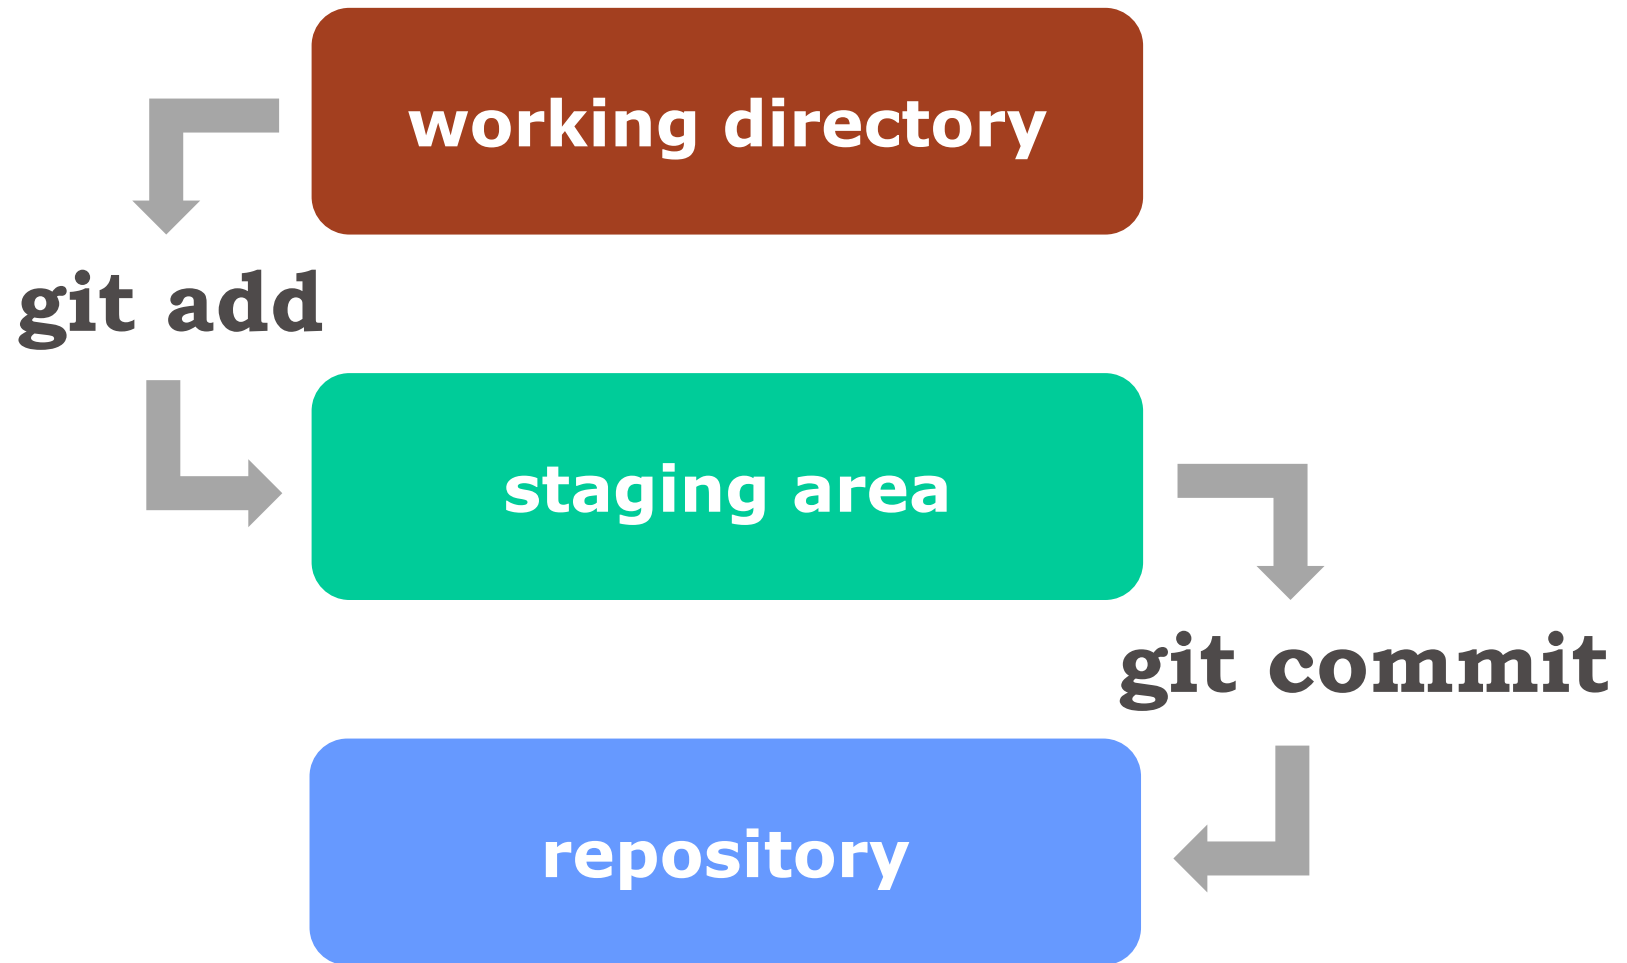 working directory
git add
staging area
git commit
repository